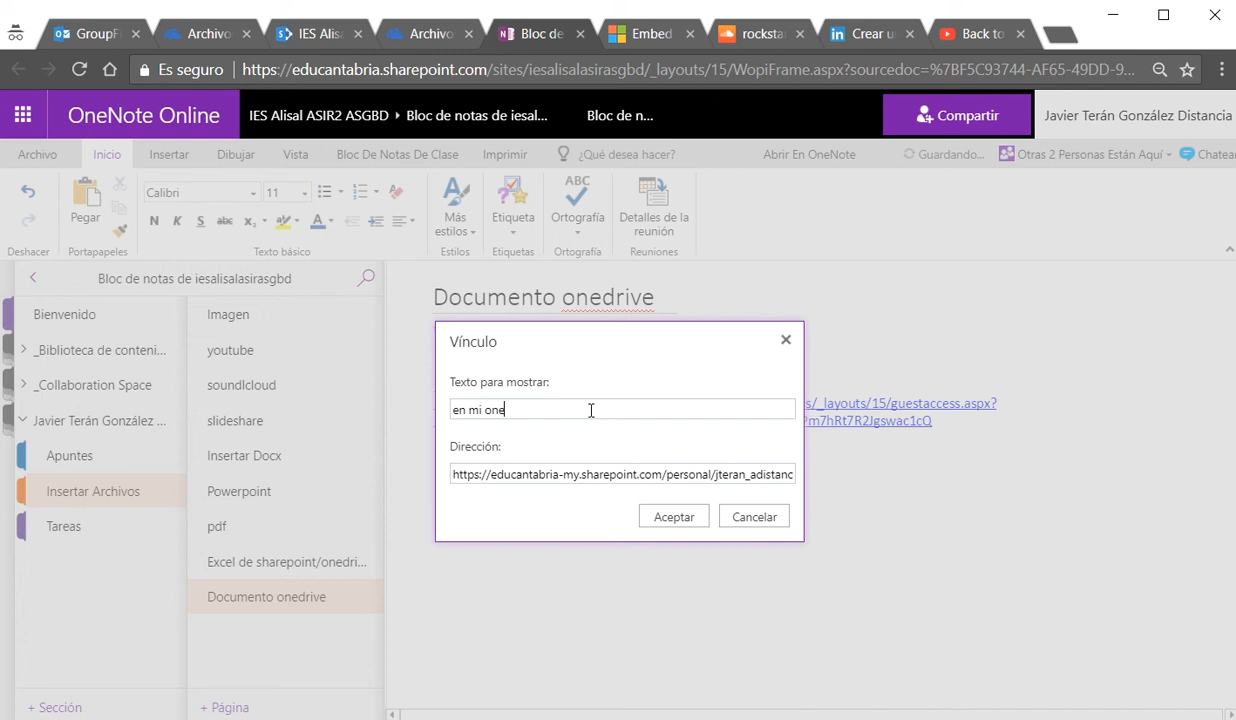 GroupFi
Archivo
IES Alisa
Archivo
Bloc de
Embed
rocksta
Crear u
Back to
Es seguro
https://educantabria.sharepoint.com/sites/iesalisalasirasgbd/_layouts/15/WopiFrame.aspx?sourcedoc=%7BF5C93744-AF65-49DD-9...
OneNote Online
IES Alisal ASIR2 ASGBD
Bloc de notas de iesal...
Bloc de n...
Compartir
Javier Terán González Distancia
Archivo
Inicio
Insertar
Dibujar
Vista
Bloc De Notas De Clase
Imprimir
¿Qué desea hacer?
Abrir En OneNote
Guardando...
Otras 2 Personas Están Aquí
Chatear
Calibri
11
Pegar
N K S abc x₂
Más
estilos
Etiqueta
ABC
Ortografía
Detalles de la
reunión
Deshacer
Portapapeles
Texto básico
Estilos
Etiquetas
Ortografía
Reuniones
Bloc de notas de iesalisalasirasgbd
Bienvenido
_Biblioteca de conteni...
_Collaboration Space
Javier Terán González ...
Apuntes
Insertar Archivos
Tareas
+ Sección
Imagen
youtube
soundlcloud
slideshare
Insertar Docx
Powerpoint
pdf
Excel de sharepoint/onedri...
Documento onedrive
+ Página
Documento onedrive
s/_layouts/15/guestaccess.aspx?
m7hRt7R2Jgswac1cQ
Vínculo
Texto para mostrar:
en mi one
Dirección:
https://educantabria-my.sharepoint.com/personal/jteran_adistanc
Aceptar
Cancelar